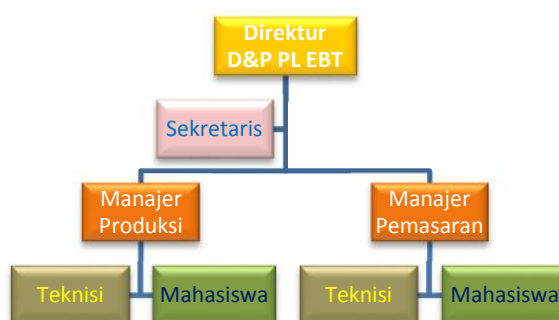 Direktur
D&P PL EBT
Sekretaris
Manajer
Produksi
Manajer
Pemasaran
Teknisi
Mahasiswa
Teknisi
Mahasiswa